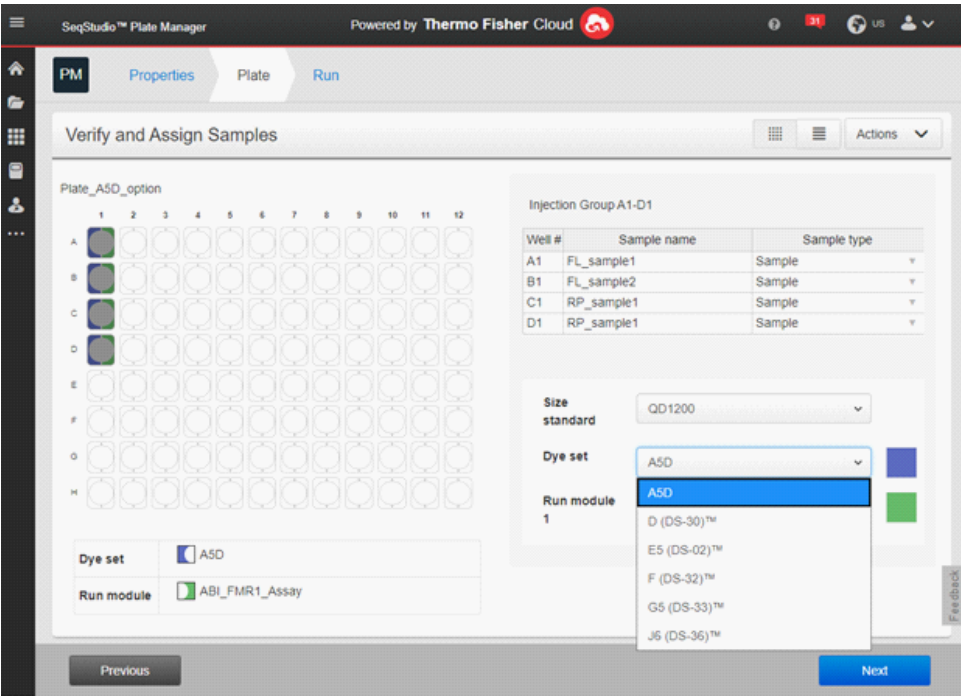 SeqStudio™ Plate Manager
Powered by Thermo Fisher Cloud
31
US
PM
Properties
Plate
Run
Verify and Assign Samples
Actions
Plate_A5D_option
1 2 3 4 5 6 7 8 9 10 11 12
A
B
C
D
E
F
G
H
Dye set A5D
Run module ABI_FMR1_Assay
Injection Group A1-D1
Well # Sample name Sample type
A1 FL_sample1 Sample
B1 FL_sample2 Sample
C1 RP_sample1 Sample
D1 RP_sample1 Sample
Size
standard
QD1200
Dye set
A5D
Run module
1
A5D
D (DS-30)™
E5 (DS-02)™
F (DS-32)™
G5 (DS-33)™
J6 (DS-36)™
Feedback
Previous
Next